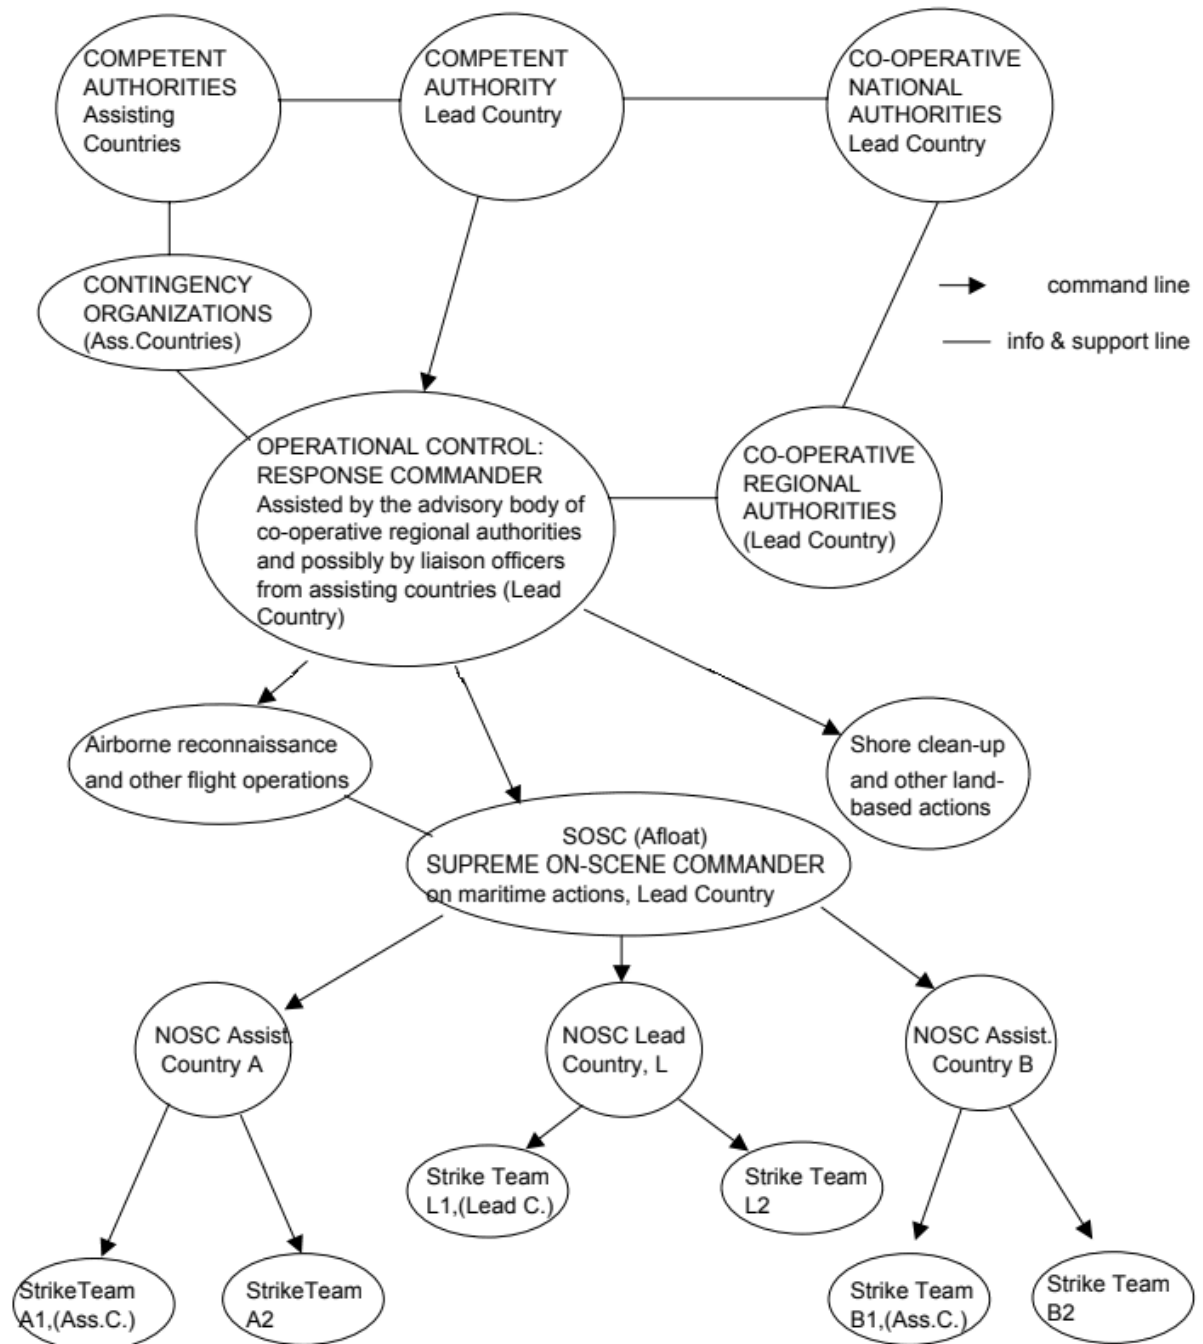 COMPETENT
AUTHORITIES
Assisting
Countries
COMPETENT
AUTHORITY
Lead Country
CO-OPERATIVE
NATIONAL
AUTHORITIES
Lead Country
CONTINGENCY
ORGANIZATIONS
(Ass.Countries)
command line
info & support line
OPERATIONAL CONTROL:
RESPONSE COMMANDER
Assisted by the advisory body of
co-operative regional authorities
and possibly by liaison officers
from assisting countries (Lead
Country)
CO-OPERATIVE
REGIONAL
AUTHORITIES
(Lead Country)
Airborne reconnaissance
and other flight operations
Shore clean-up
and other land-
based actions
SOSC (Afloat)
SUPREME ON-SCENE COMMANDER
on maritime actions, Lead Country
NOSC Assist.
Country A
NOSC Lead
Country, L
NOSC Assist.
Country B
Strike Team
L1,(Lead C.)
Strike Team
L2
StrikeTeam
A1,(Ass.C.)
StrikeTeam
A2
Strike Team
B1,(Ass.C.)
Strike Team
B2